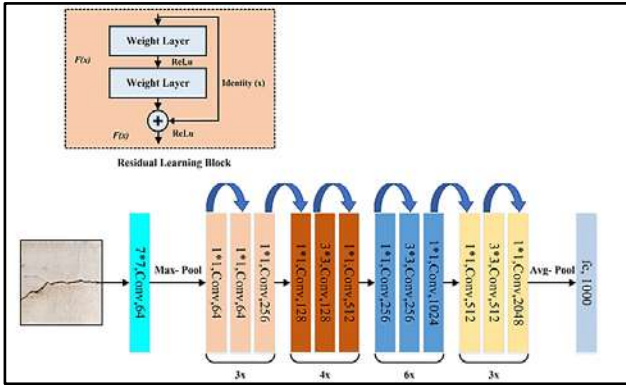 Weight Layer
F(x)
ReLu
Weight Layer
Identity (x)
+
F(x)
ReLu
Residual Learning Block
7*7,Conv,64
Max- Pool
1*1,Conv,64
1*1,Conv,64
1*1,Conv,256
1*1,Conv,128
3*3,Conv,128
1*1,Conv,512
1*1,Conv,256
3*3,Conv,256
1*1,Conv,1024
1*1,Conv,512
3*3,Conv,512
1*1,Conv,2048
Avg- Pool
fc, 1000
3x
4x
6x
3x